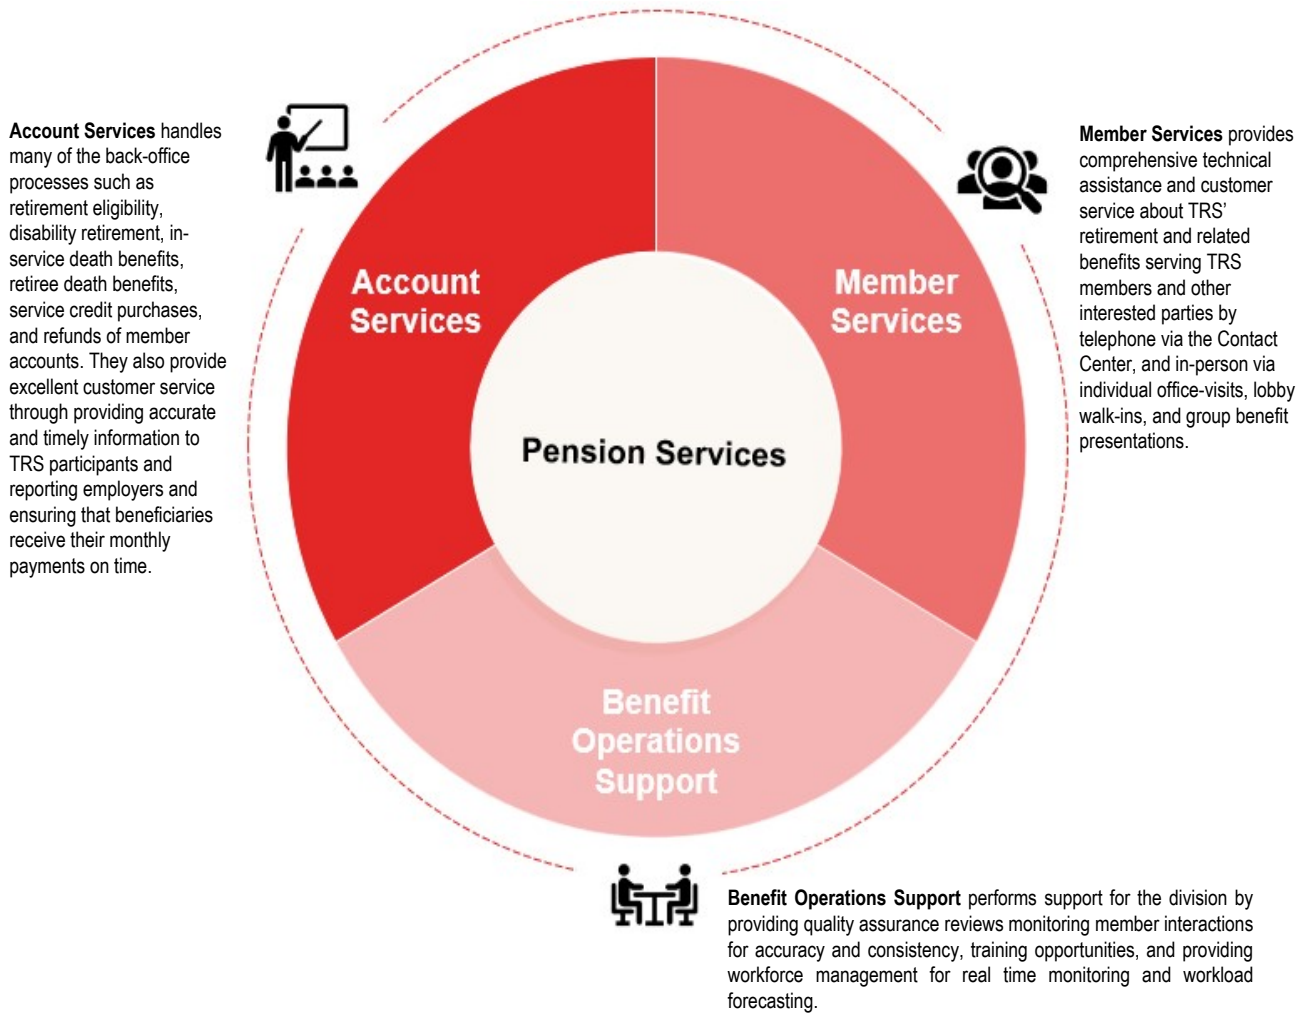 Account Services handles
many of the back-office
processes such as
retirement eligibility,
disability retirement, in-
service death benefits,
retiree death benefits,
service credit purchases,
and refunds of member
accounts. They also provide
excellent customer service
through providing accurate
and timely information to
TRS participants and
reporting employers and
ensuring that beneficiaries
receive their monthly
payments on time.
Account
Services
Member
Services
Pension Services
Benefit
Operations
Support
Member Services provides
comprehensive technical
assistance and customer
service about TRS’
retirement and related
benefits serving TRS
members and other
interested parties by
telephone via the Contact
Center, and in-person via
individual office-visits, lobby
walk-ins, and group benefit
presentations.
Benefit Operations Support performs support for the division by
providing quality assurance reviews monitoring member interactions
for accuracy and consistency, training opportunities, and providing
workforce management for real time monitoring and workload
forecasting.